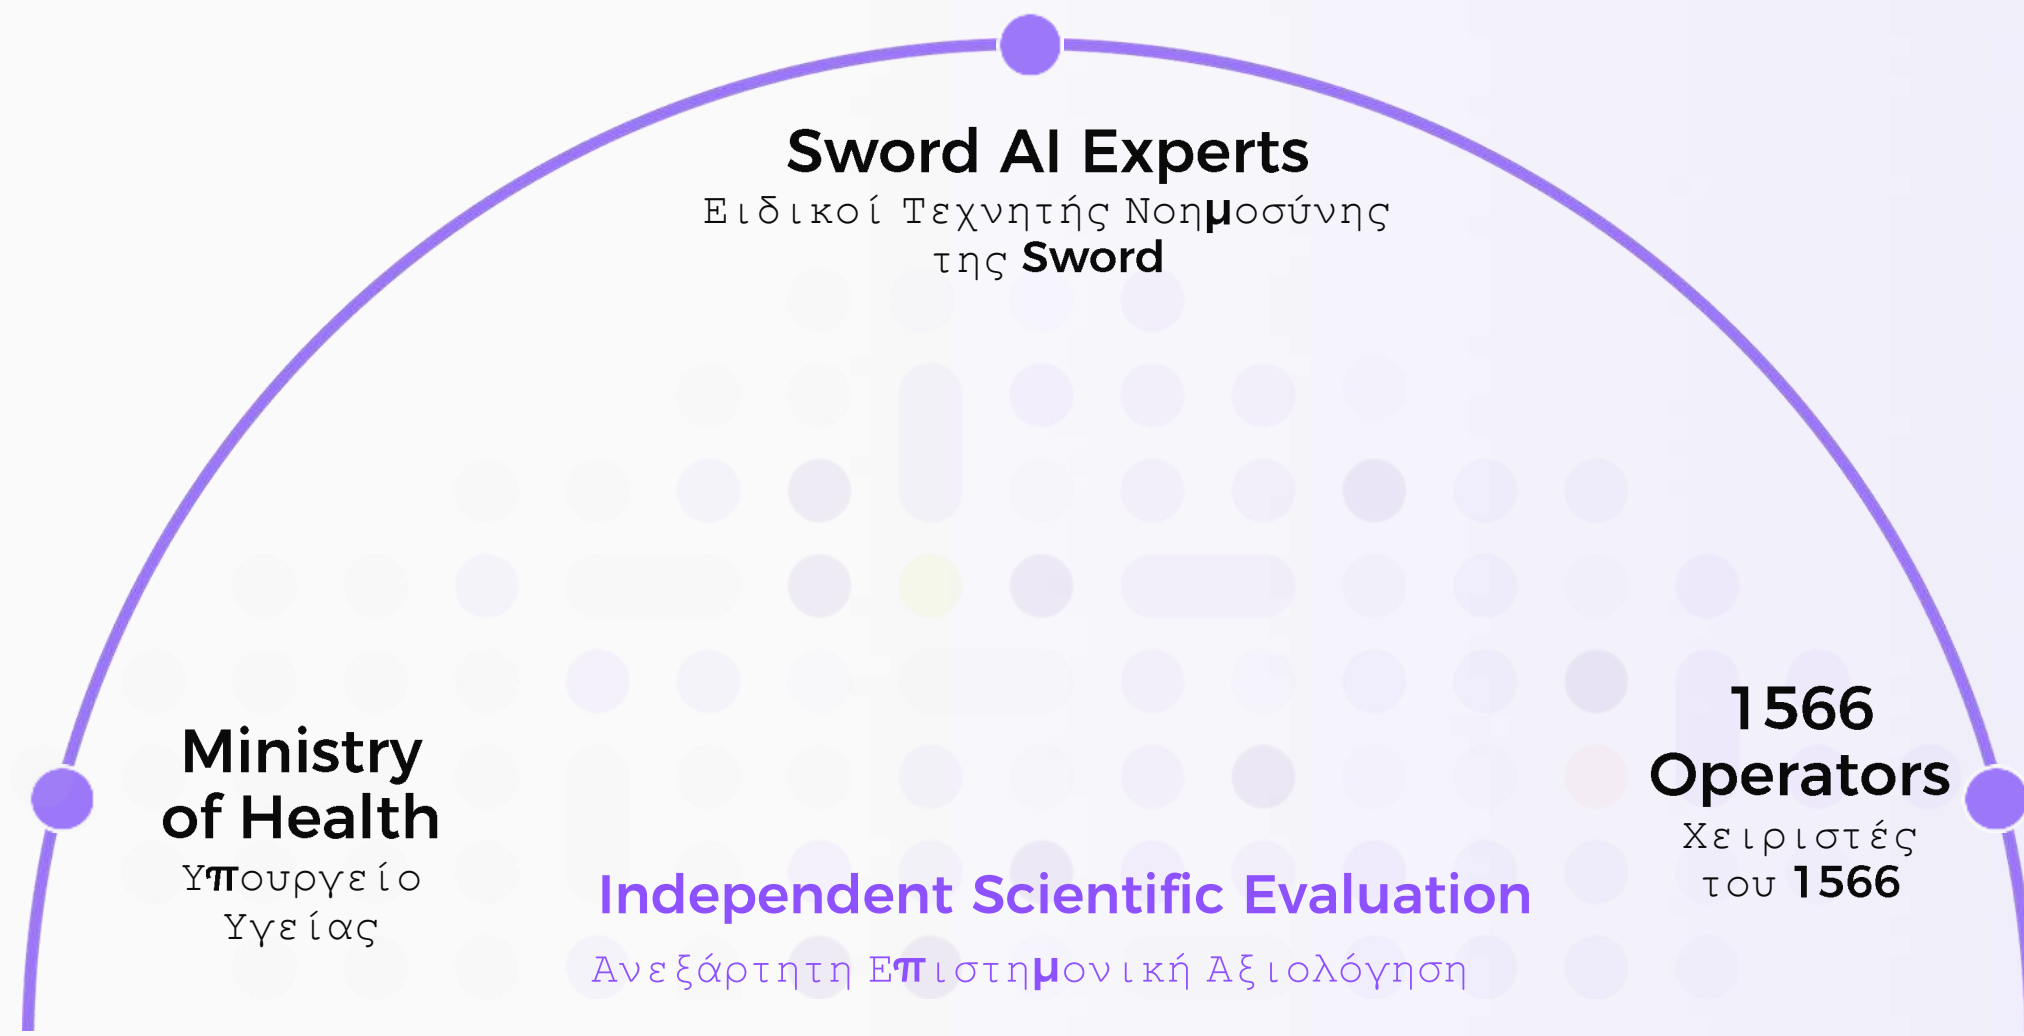 Sword AI Experts
Ειδικοί Τεχνητής Νοημοσύνης
της Sword
Ministry
of Health
Υπουργείο
Υγείας
1566
Operators
Χειριστές
του 1566
Independent Scientific Evaluation
Ανεξάρτητη Επιστημονική Αξιολόγηση